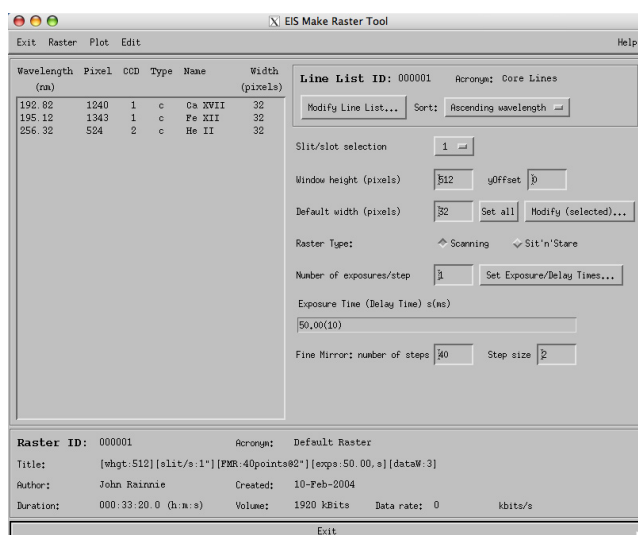 EIS Make Raster Tool
Exit Raster Plot Edit Help
Wavelength Pixel CCD Type Name Width
(nm) (pixels)
192.82 1240 1 c Ca XVII 32
195.12 1343 1 c Fe XII 32
256.32 524 2 c He II 32
Line List ID: 000001 Acronym: Core Lines
Modify Line List... Sort: Ascending wavelength
Slit/slot selection 1
Window height (pixels) 512 yOffset 0
Default width (pixels) 32 Set all Modify (selected)...
Raster Type: Scanning Sit'n'Stare
Number of exposures/step 1 Set Exposure/Delay Times...
Exposure Time (Delay Time) s(ms)
50.00(10)
Fine Mirror: number of steps 40 Step size 2
Raster ID: 000001 Acronym: Default Raster
Title: [whgt:512][slit/s:1"][FMR:40points@2"][exps:50.00,s][dataW:3]
Author: John Rainnie Created: 10-Feb-2004
Duration: 000:33:20.0 (h:m:s) Volume: 1920 kBits Data rate: 0 kbits/s
Exit